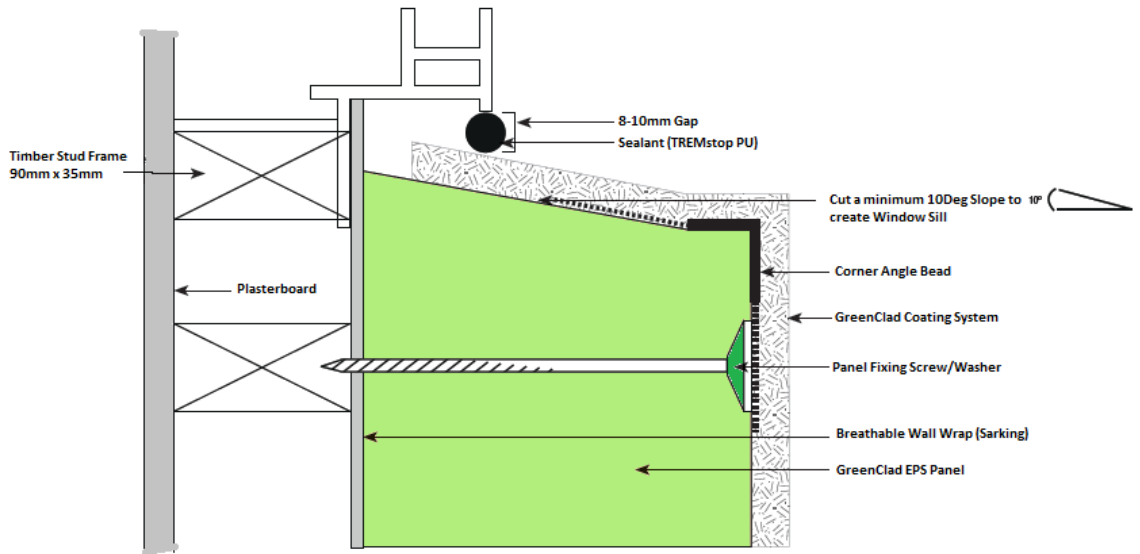 8-10mm Gap
Sealant (TREMstop PU)
Timber Stud Frame
90mm x 35mm
Cut a minimum 10Deg Slope to
create Window Sill
10º
Corner Angle Bead
Plasterboard
GreenClad Coating System
Panel Fixing Screw/Washer
Breathable Wall Wrap (Sarking)
GreenClad EPS Panel